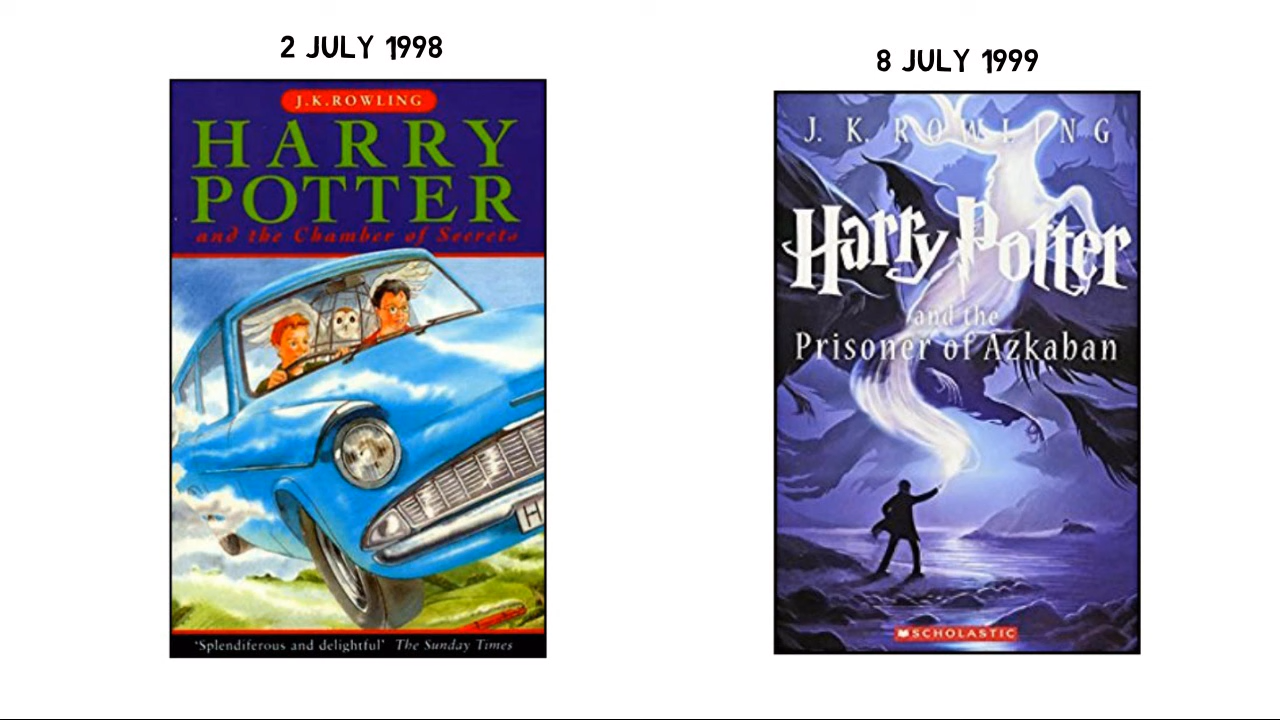 2 JULY 1998
J.K.ROWLING
HARRY
POTTER
and the Chamber of Secrets
H
'Splendiferous and delightful' The Sunday Times
8 JULY 1999
J. K. ROWLING
Harry Potter
and the
Prisoner of Azkaban
SCHOLASTIC